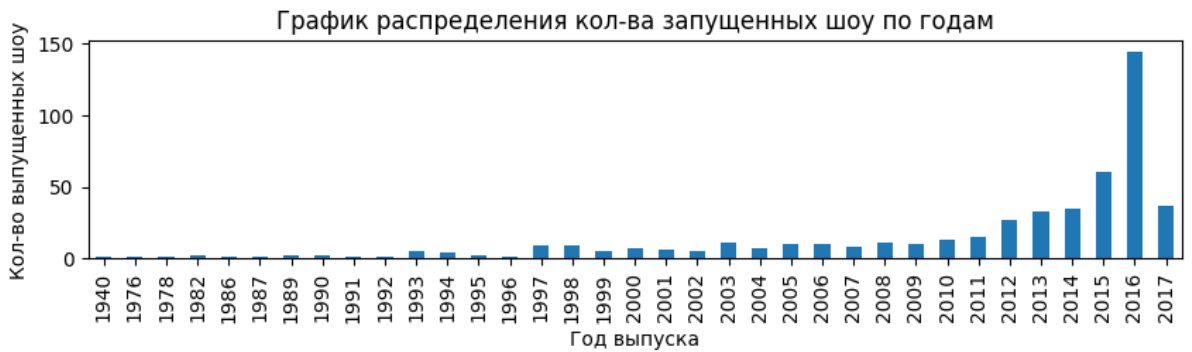 График распределения кол-ва запущенных шоу по годам
Кол-во выпущенных шоу
150
100
50
0
1940 1976 1978 1982 1986 1987 1989 1990 1991 1992 1993 1994 1995 1996 1997 1998 1999 2000 2001 2002 2003 2004 2005 2006 2007 2008 2009 2010 2011 2012 2013 2014 2015 2016 2017
Год выпуска